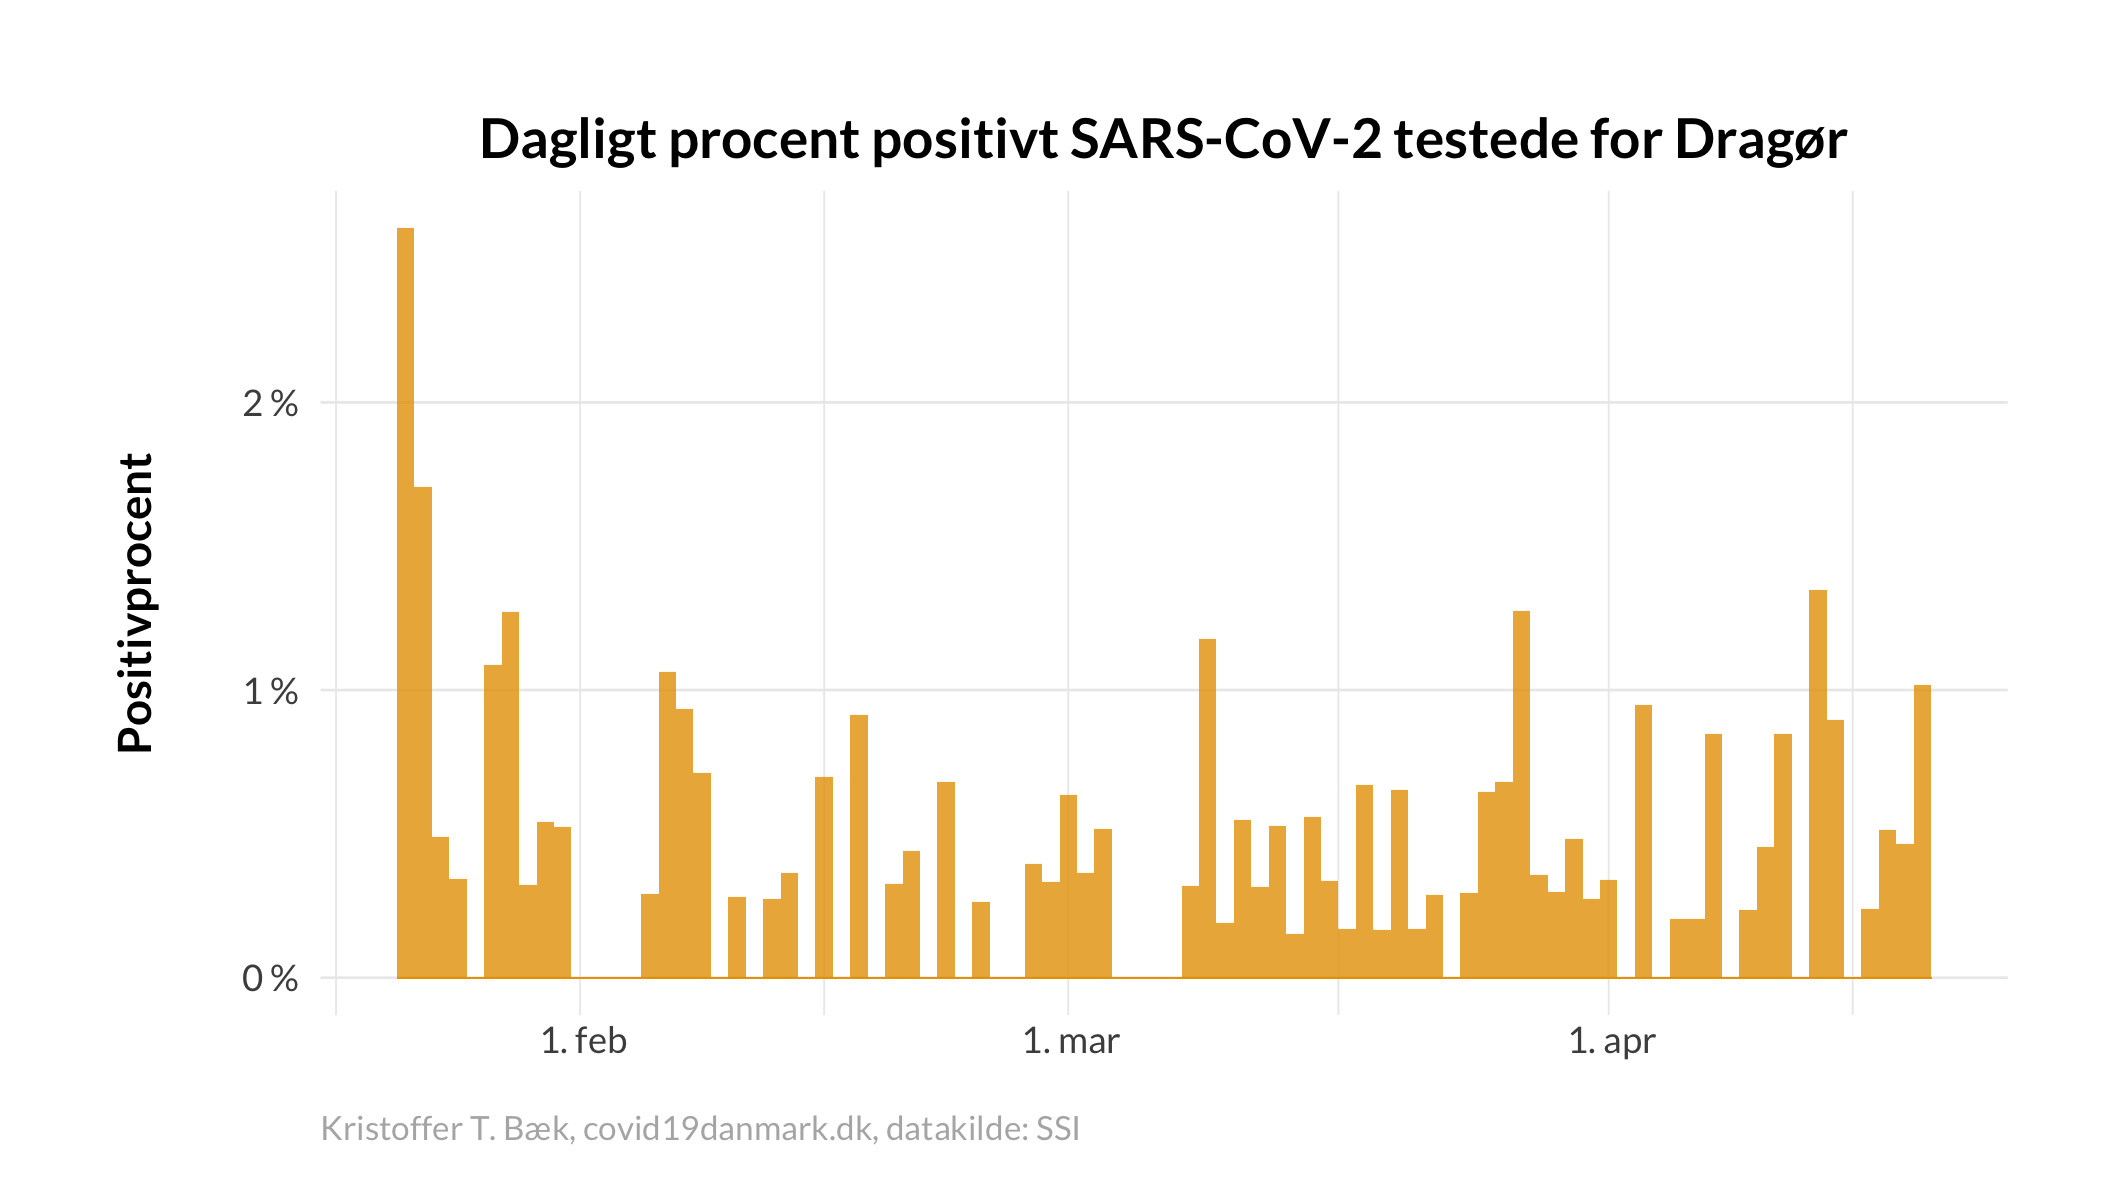 Dagligt procent positivt SARS-CoV-2 testede for Dragør
Positivprocent
2 %
1 %
0 %
1. feb
1. mar
1. apr
Kristoffer T. Bæk, covid19danmark.dk, datakilde: SSI